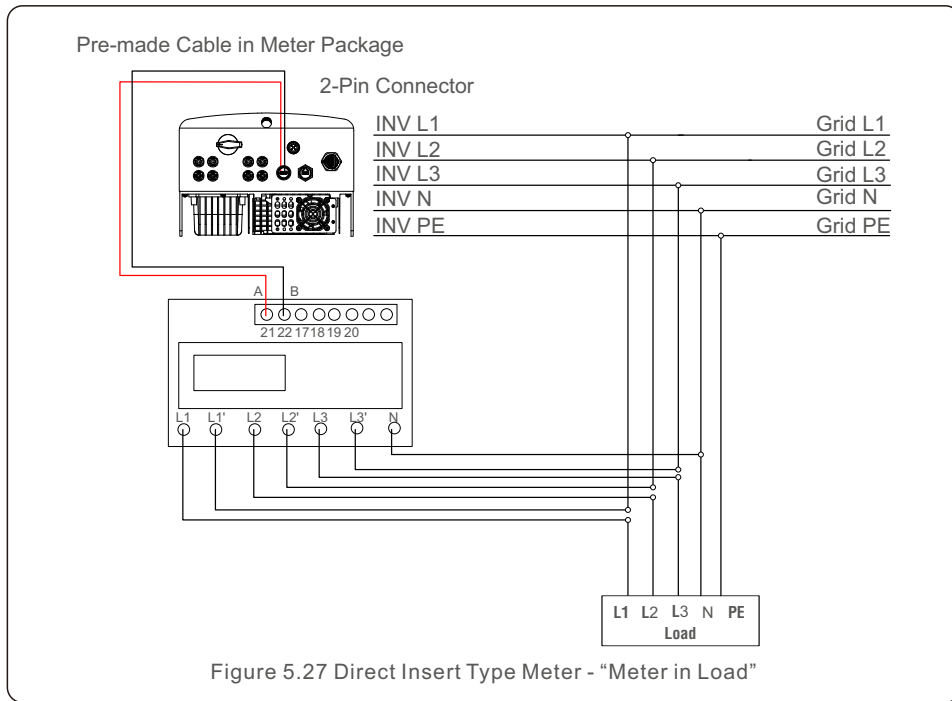 Pre-made Cable in Meter Package
2-Pin Connector
INV L1 Grid L1
INV L2 Grid L2
INV L3 Grid L3
INV N Grid N
INV PE Grid PE
A B
21 22 17 18 19 20
L1 L1' L2 L2' L3 L3' N
L1 L2 L3 N PE
Load
Figure 5.27 Direct Insert Type Meter - “Meter in Load”